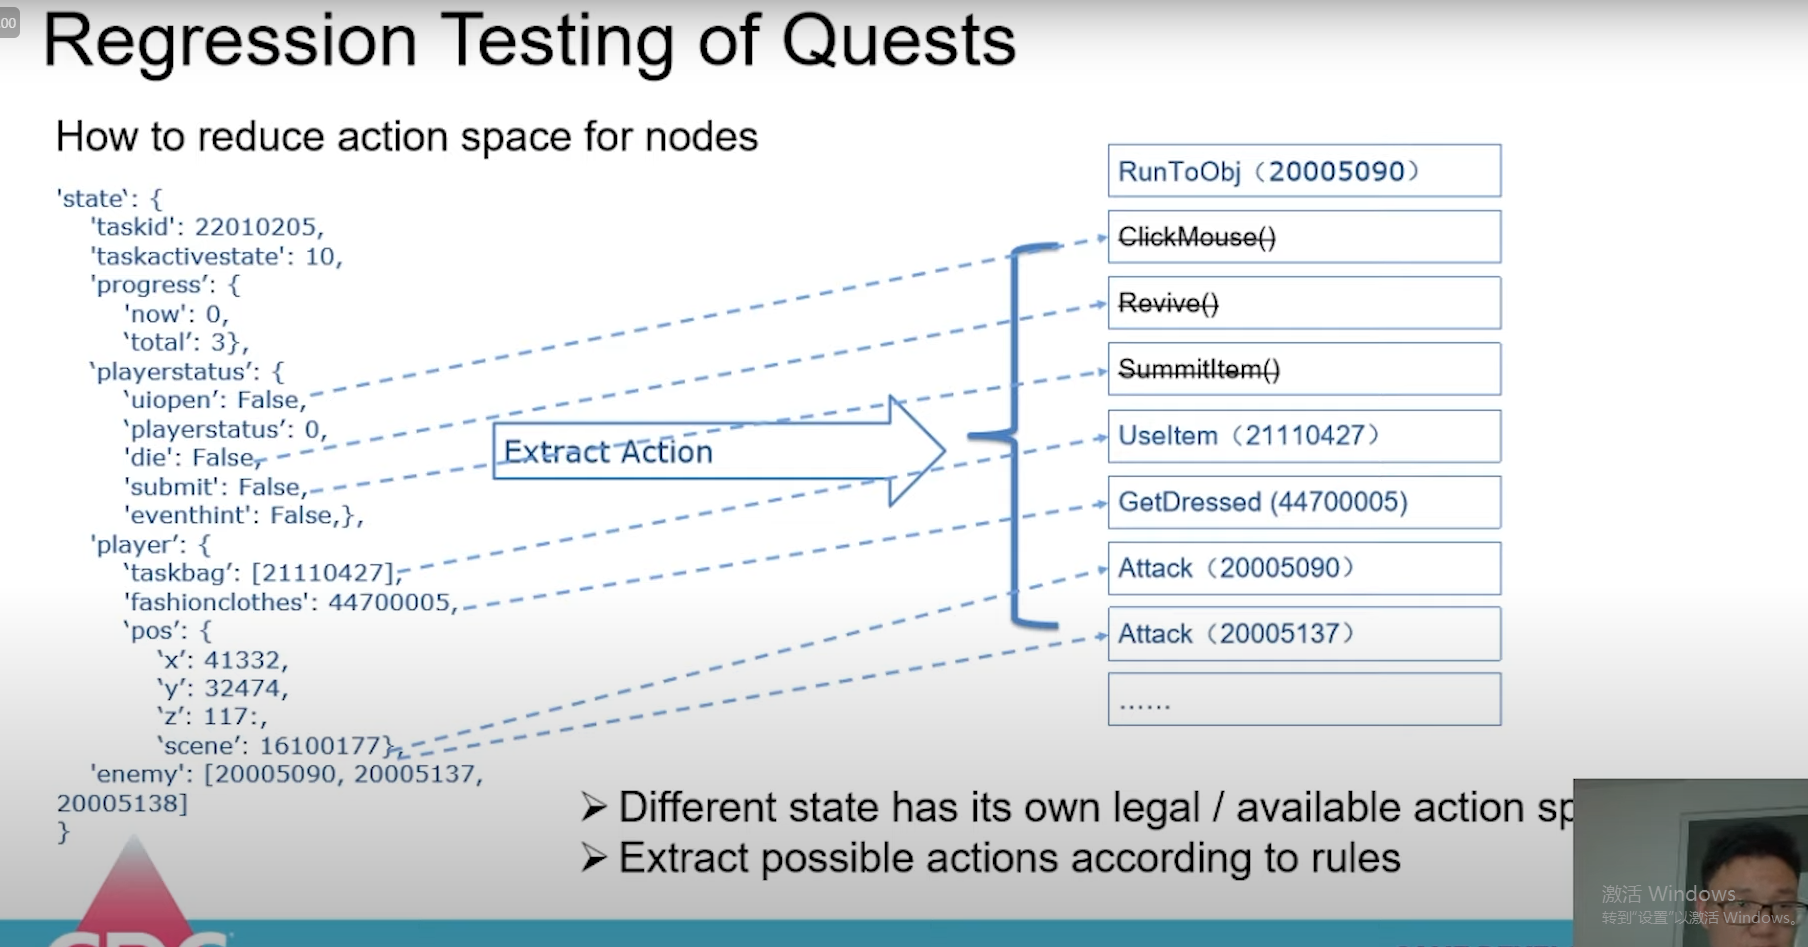 00
Regression Testing of Quests
How to reduce action space for nodes
'state‵: {
'taskid': 22010205,
'taskactivestate': 10,
'progress’: {
'now': 0,
‵total’: 3},
‵playerstatus’: {
‵uiopen’: False,
‵playerstatus’: 0,
'die': False,
'submit': False,
'eventhint': False,},
'player’: {
‵taskbag’: [21110427],
'fashionclothes': 44700005,
‵pos’: {
‵x’: 41332,
‵y’: 32474,
‵z’: 117:,
‵scene’: 16100177},
'enemy': [20005090, 20005137,
20005138]
}
Extract Action
RunToObj（20005090）
ClickMouse()
Revive()
SummitItem()
UseItem（21110427）
GetDressed (44700005)
Attack（20005090）
Attack（20005137）
......
➢ Different state has its own legal / available action sp
➢ Extract possible actions according to rules
激活 Windows
转到"设置"以激活 Windows。